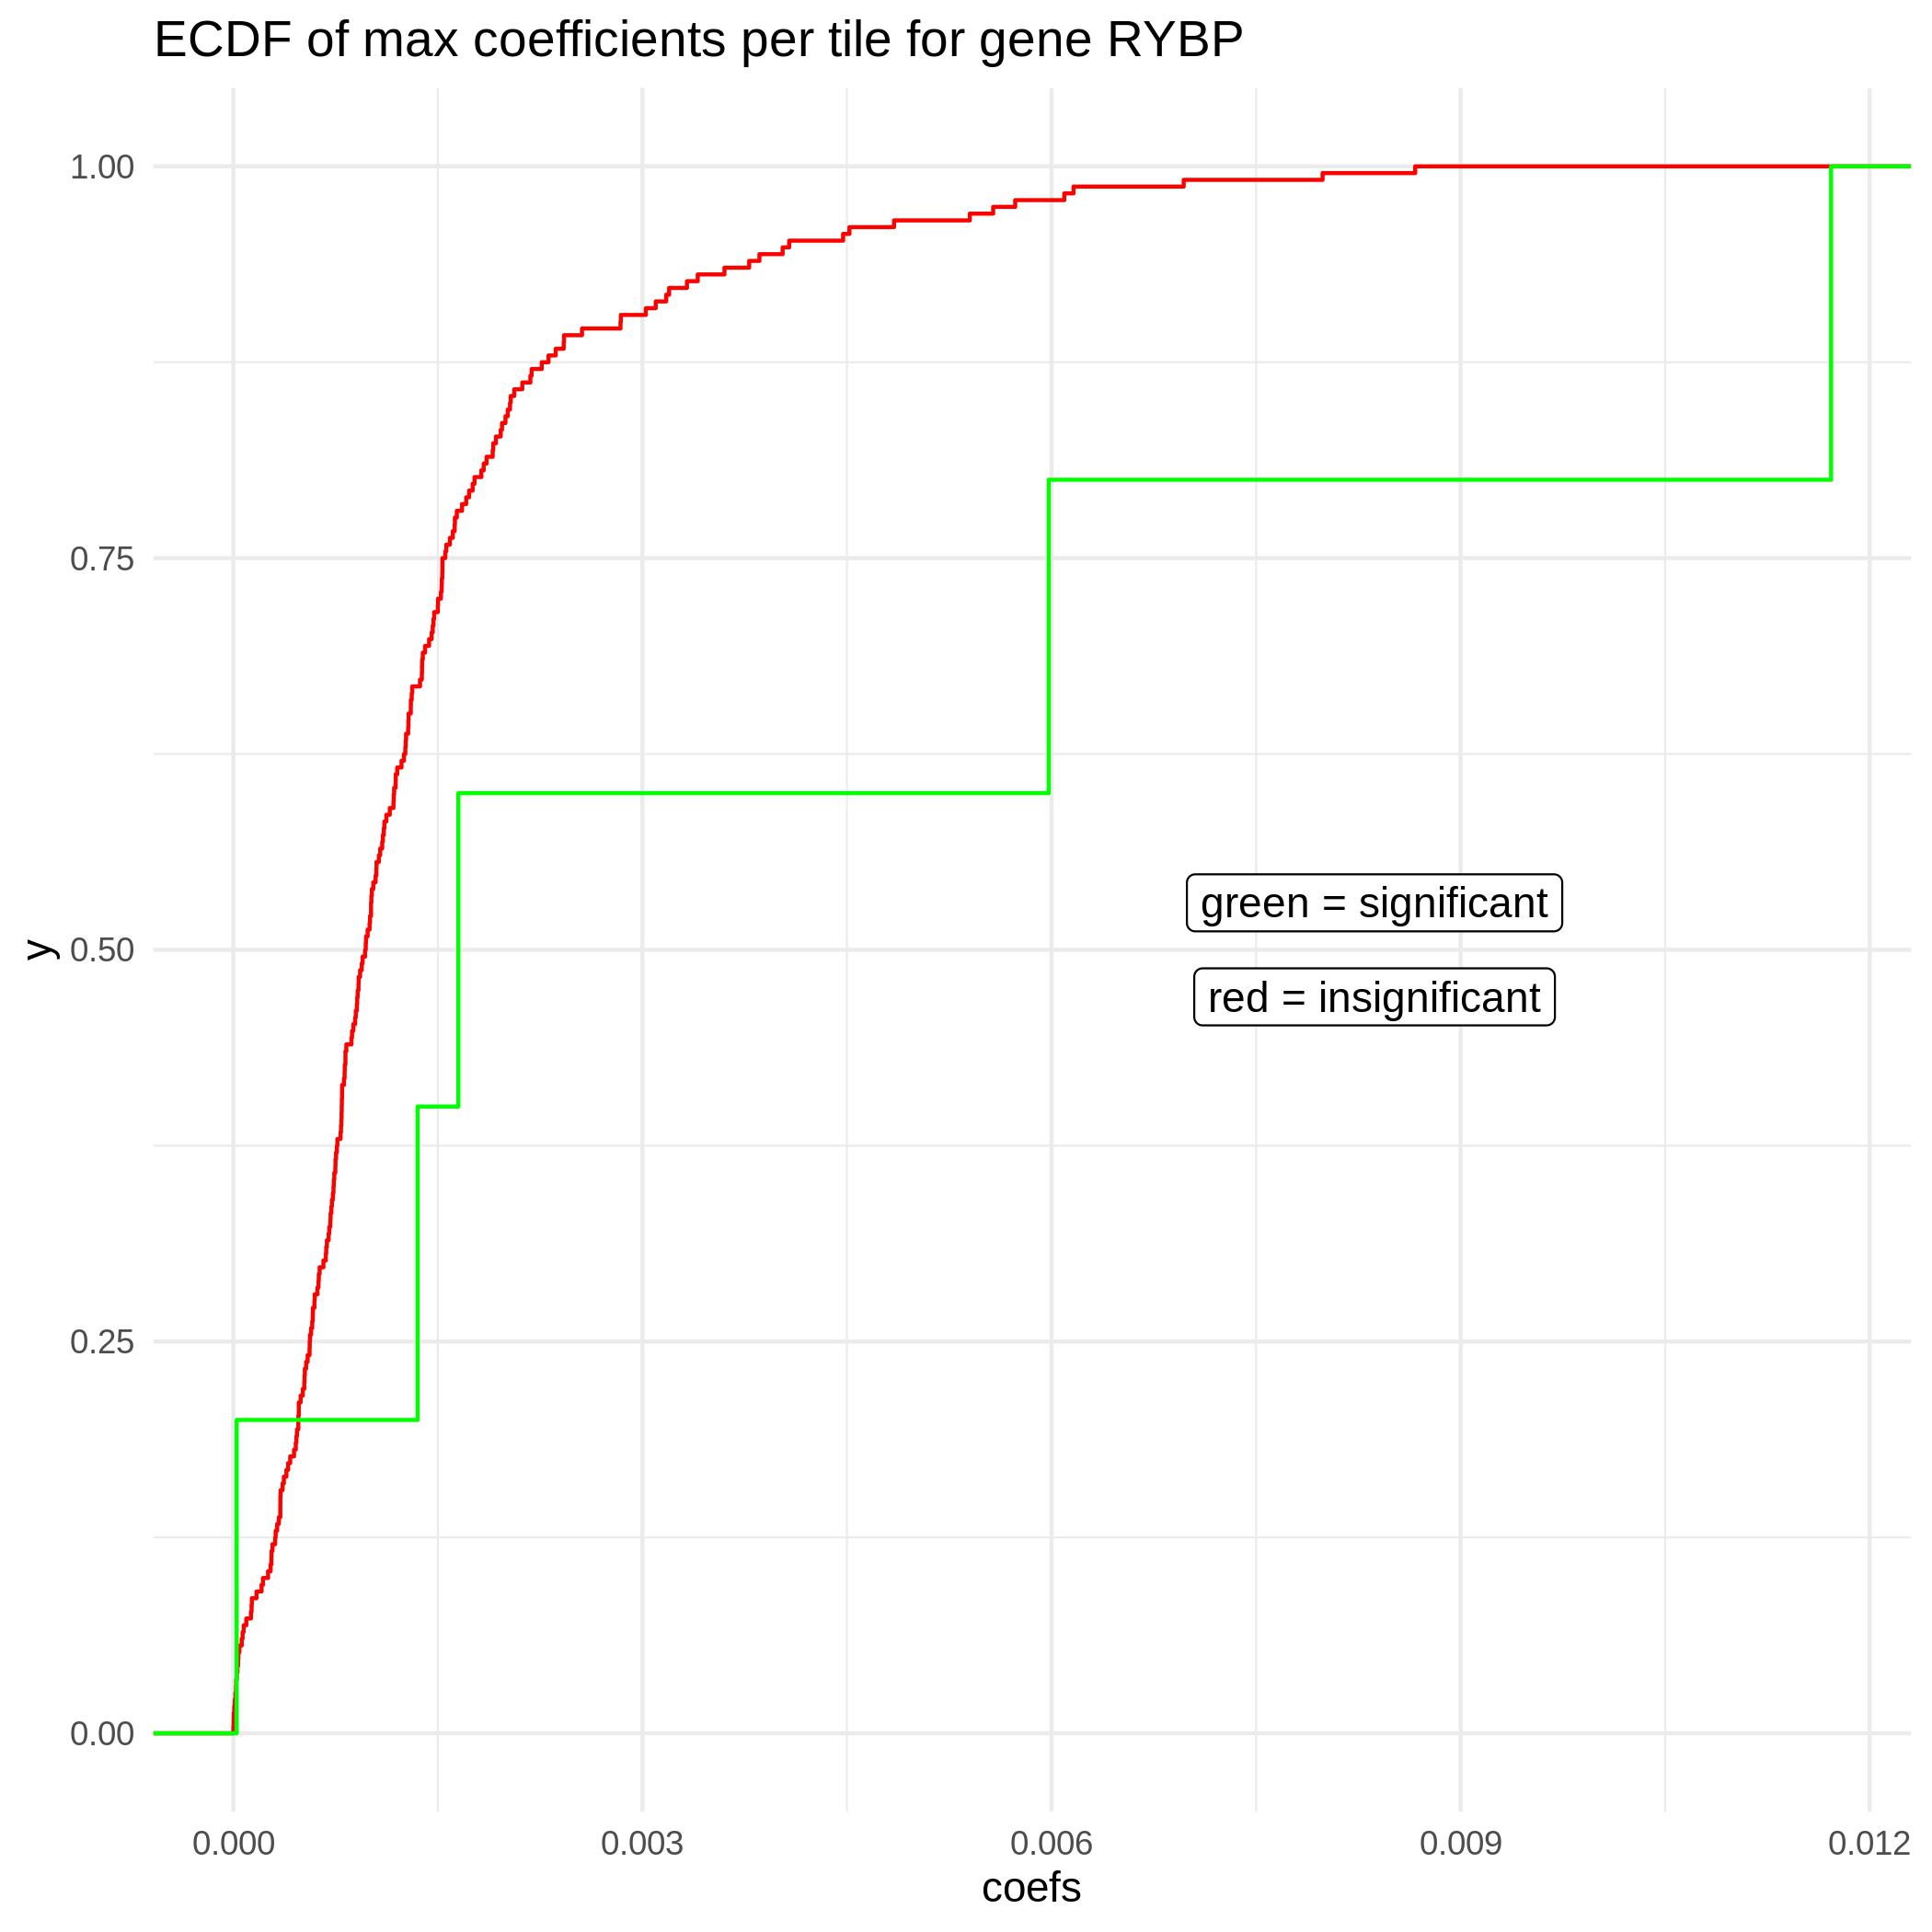 ECDF of max coefficients per tile for gene RYBP
1.00
0.75
0.50
0.25
0.00
y
green = significant
red = insignificant
0.000 0.003 0.006 0.009 0.012
coefs